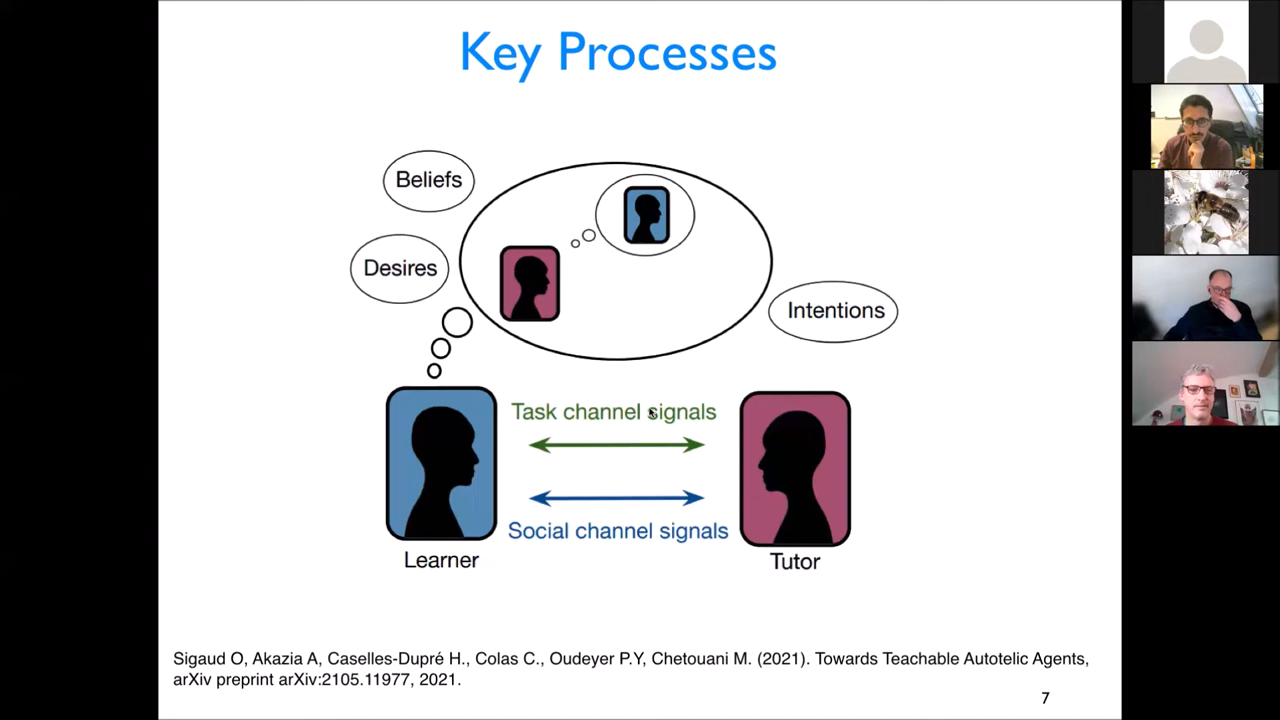 Key Processes
Beliefs
Desires
Intentions
Task channel signals
Social channel signals
Learner
Tutor
Sigaud O, Akazia A, Caselles-Dupré H., Colas C., Oudeyer P.Y, Chetouani M. (2021). Towards Teachable Autotelic Agents,
arXiv preprint arXiv:2105.11977, 2021.
7